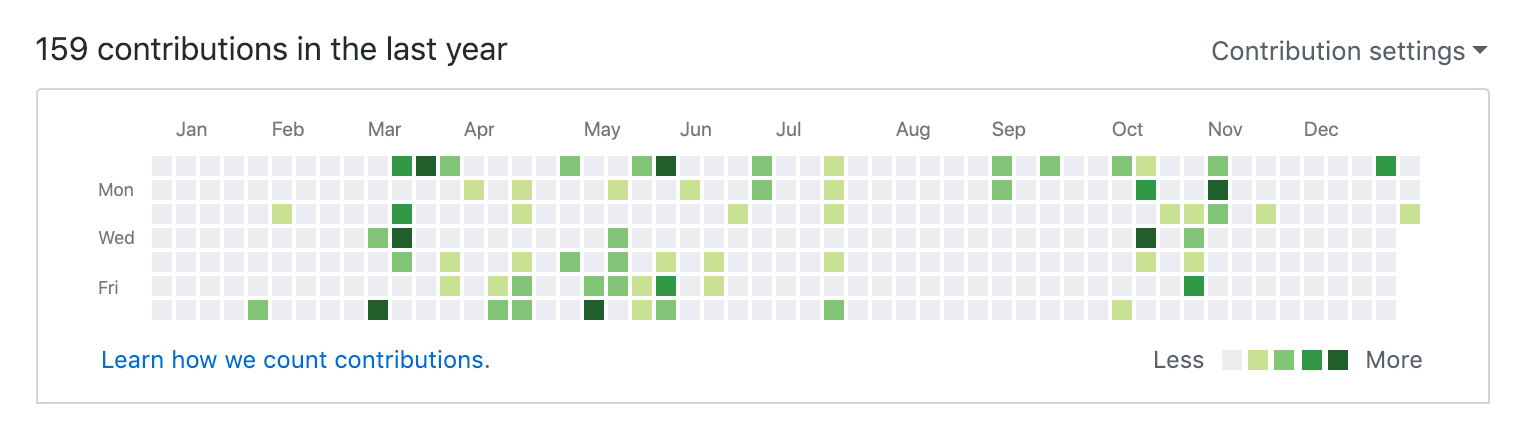 159 contributions in the last year
Contribution settings
Jan Feb Mar Apr May Jun Jul Aug Sep Oct Nov Dec
Mon
Wed
Fri
Learn how we count contributions.
Less More